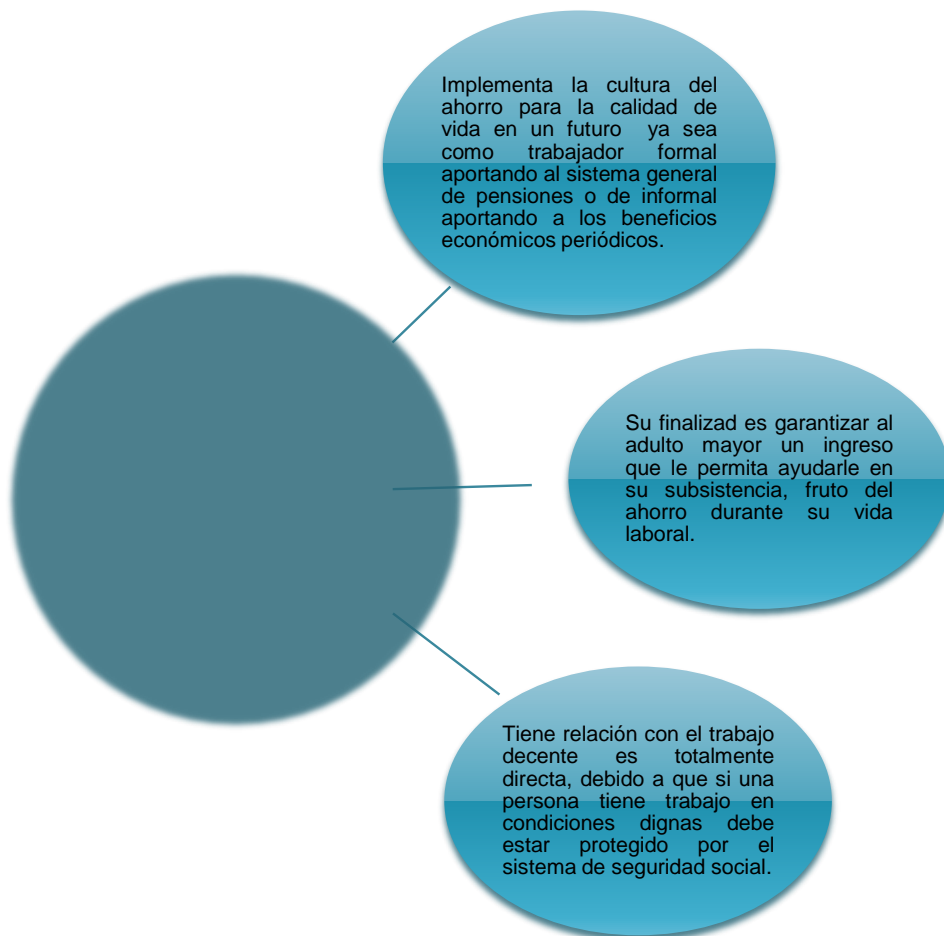 Implementa la cultura del
ahorro para la calidad de
vida en un futuro ya sea
como trabajador formal
aportando al sistema general
de pensiones o de informal
aportando a los beneficios
económicos periódicos.
Su finalizad es garantizar al
adulto mayor un ingreso
que le permita ayudarle en
su subsistencia, fruto del
ahorro durante su vida
laboral.
Tiene relación con el trabajo
decente es totalmente
directa, debido a que si una
persona tiene trabajo en
condiciones dignas debe
estar protegido por el
sistema de seguridad social.